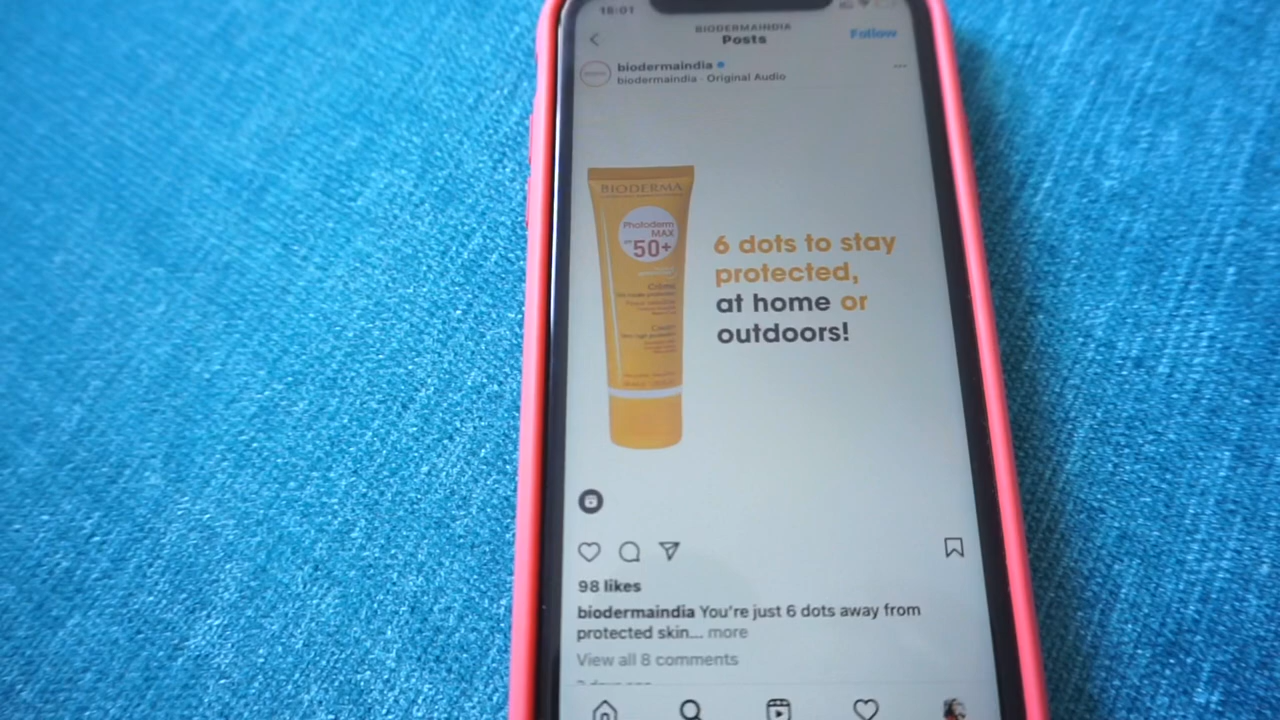 18:01
BIODERMAINDIA
Posts
Follow
biodermaindia
biodermaindia · Original Audio
BIODERMA
Photoderm
MAX
SPF 50+
Crème
6 dots to stay
protected,
at home or
outdoors!
98 likes
biodermaindia You're just 6 dots away from
protected skin... more
View all 8 comments